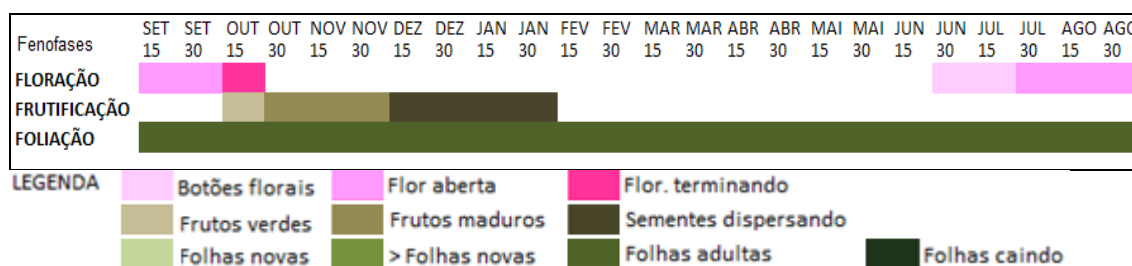 Fenofases SET 15 SET 30 OUT 15 OUT 30 NOV 15 NOV 30 DEZ 15 DEZ 30 JAN 15 JAN 30 FEV 15 FEV 30 MAR 15 MAR 30 ABR 15 ABR 30 MAI 15 MAI 30 JUN 15 JUN 30 JUL 15 JUL 30 AGO 15 AGO 30
FLORAÇÃO
FRUTIFICAÇÃO
FOLIAÇÃO
LEGENDA Botões florais Flor aberta Flor. terminando
Frutos verdes Frutos maduros Sementes dispersando
Folhas novas > Folhas novas Folhas adultas Folhas caindo